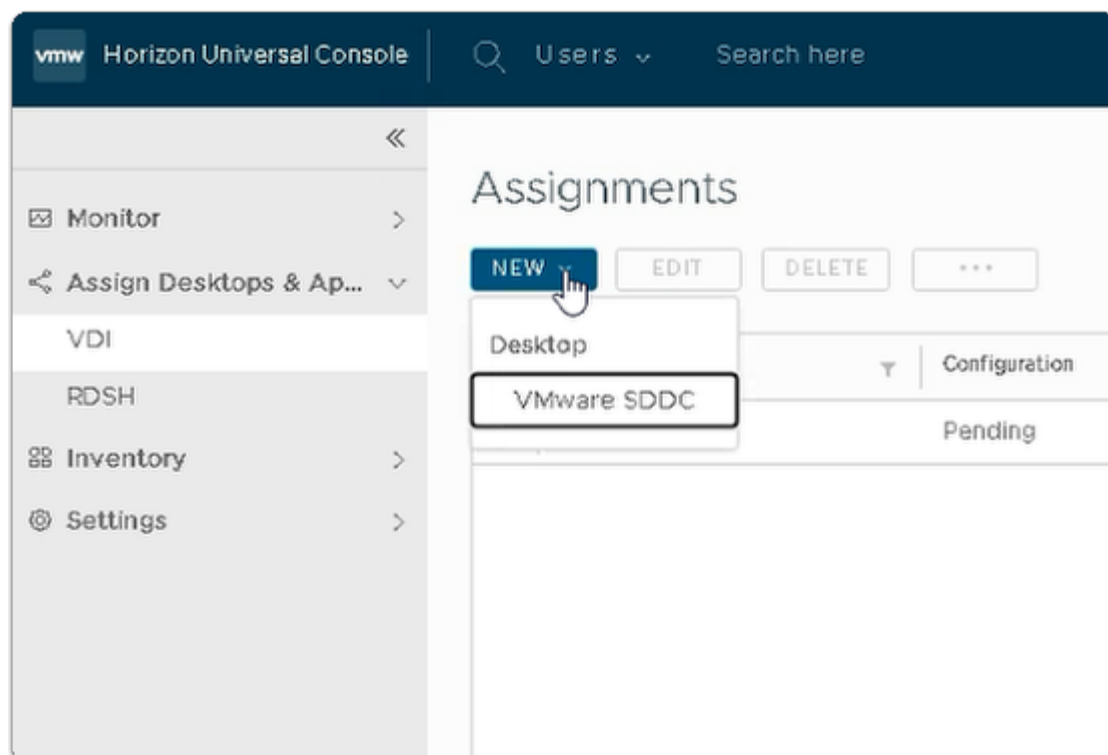 vmw Horizon Universal Console Users Search here
Assignments
Monitor
NEW EDIT DELETE ...
Assign Desktops & Ap...
VDI
Desktop
Configuration
RDSH
VMware SDDC
Pending
Inventory
Settings